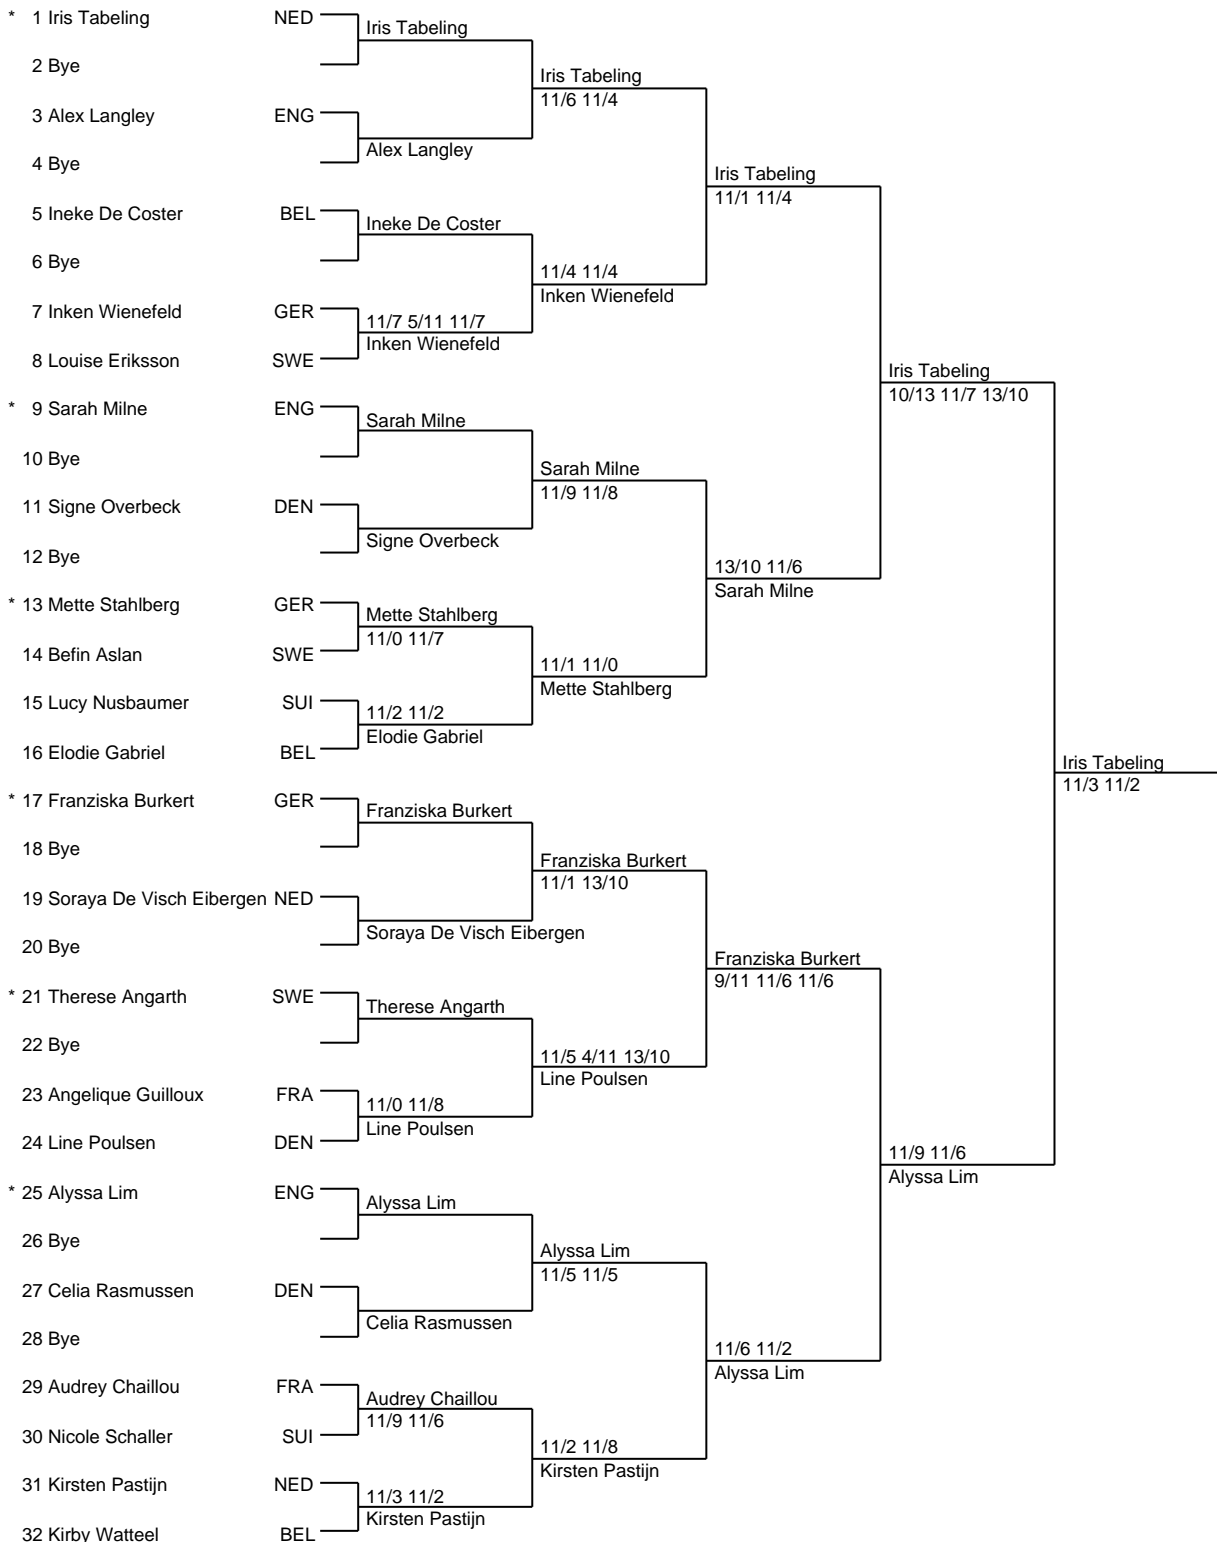 * 1 Iris Tabeling NED
2 Bye
3 Alex Langley ENG
4 Bye
5 Ineke De Coster BEL
6 Bye
7 Inken Wienefeld GER
8 Louise Eriksson SWE
* 9 Sarah Milne ENG
10 Bye
11 Signe Overbeck DEN
12 Bye
* 13 Mette Stahlberg GER
14 Befin Aslan SWE
15 Lucy Nusbaumer SUI
16 Elodie Gabriel BEL
* 17 Franziska Burkert GER
18 Bye
19 Soraya De Visch Eibergen NED
20 Bye
* 21 Therese Angarth SWE
22 Bye
23 Angelique Guilloux FRA
24 Line Poulsen DEN
* 25 Alyssa Lim ENG
26 Bye
27 Celia Rasmussen DEN
28 Bye
29 Audrey Chaillou FRA
30 Nicole Schaller SUI
31 Kirsten Pastijn NED
32 Kirby Watteel BEL
Iris Tabeling
Alex Langley
Ineke De Coster
11/7 5/11 11/7
Inken Wienefeld
Sarah Milne
Signe Overbeck
Mette Stahlberg
11/0 11/7
11/2 11/2
Elodie Gabriel
Franziska Burkert
Soraya De Visch Eibergen
Therese Angarth
11/0 11/8
Line Poulsen
Alyssa Lim
Celia Rasmussen
Audrey Chaillou
11/9 11/6
11/3 11/2
Kirsten Pastijn
Iris Tabeling
11/6 11/4
11/4 11/4
Inken Wienefeld
Sarah Milne
11/9 11/8
11/1 11/0
Mette Stahlberg
Franziska Burkert
11/1 13/10
11/5 4/11 13/10
Line Poulsen
Alyssa Lim
11/5 11/5
11/2 11/8
Kirsten Pastijn
Iris Tabeling
11/1 11/4
13/10 11/6
Sarah Milne
Franziska Burkert
9/11 11/6 11/6
11/6 11/2
Alyssa Lim
Iris Tabeling
10/13 11/7 13/10
11/9 11/6
Alyssa Lim
Iris Tabeling
11/3 11/2